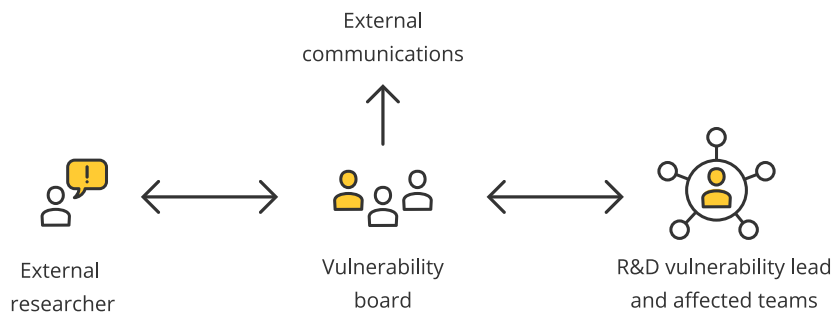 External
communications
!
External
researcher
Vulnerability
board
R&D vulnerability lead
and affected teams